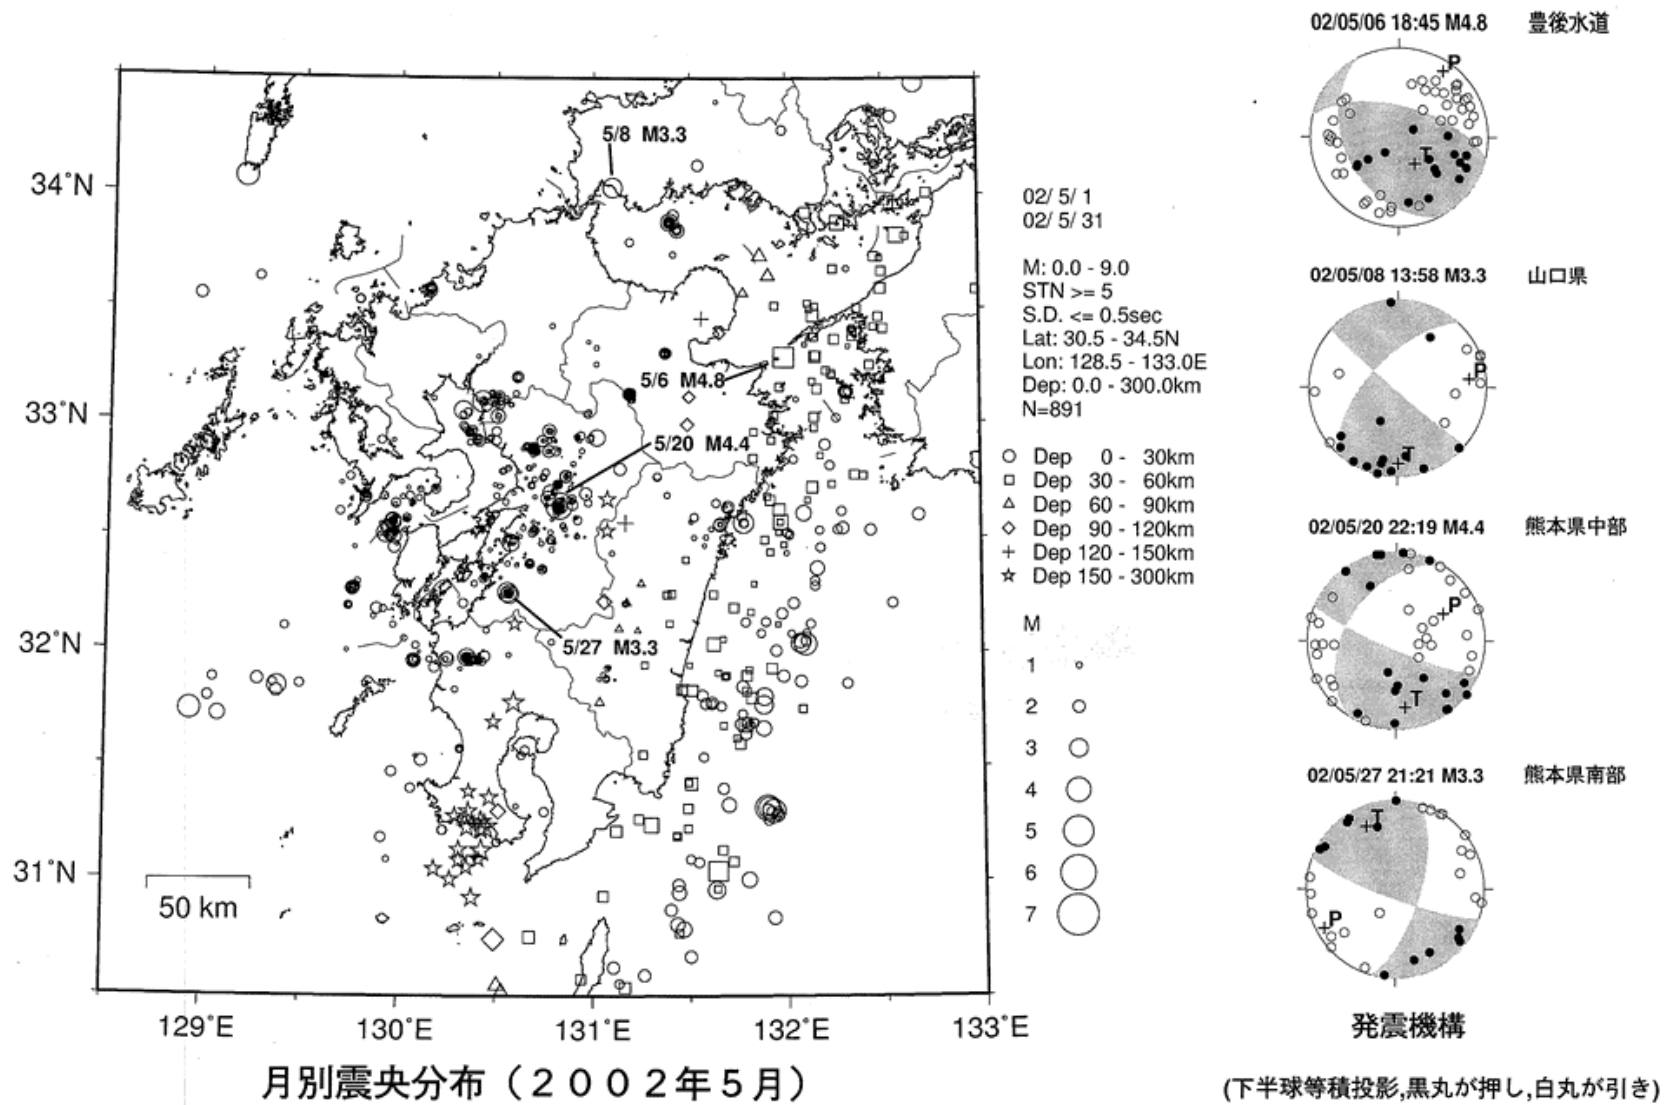 5/8 M3.3
5/6 M4.8
5/20 M4.4
5/27 M3.3
34°N
33°N
32°N
31°N
50 km
129°E
130°E
131°E
132°E
133°E
月別震央分布（２００２年５月）
02/ 5/ 1
02/ 5/ 31
M: 0.0 - 9.0
STN >= 5
S.D. <= 0.5sec
Lat: 30.5 - 34.5N
Lon: 128.5 - 133.0E
Dep: 0.0 - 300.0km
N=891
Dep 0 - 30km
Dep 30 - 60km
Dep 60 - 90km
Dep 90 - 120km
Dep 120 - 150km
Dep 150 - 300km
M
1
2
3
4
5
6
7
02/05/06 18:45 M4.8 豊後水道
P
T
02/05/08 13:58 M3.3 山口県
P
T
02/05/20 22:19 M4.4 熊本県中部
P
T
02/05/27 21:21 M3.3 熊本県南部
T
P
発震機構
(下半球等積投影,黒丸が押し,白丸が引き)